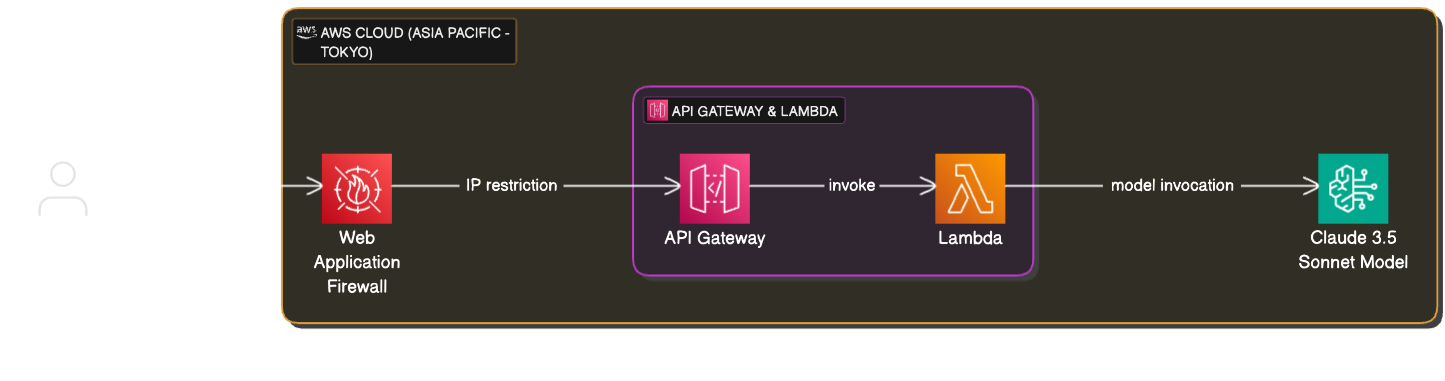 aws AWS CLOUD (ASIA PACIFIC -
TOKYO)
API GATEWAY & LAMBDA
IP restriction
invoke
model invocation
Web
Application
Firewall
API Gateway
Lambda
Claude 3.5
Sonnet Model